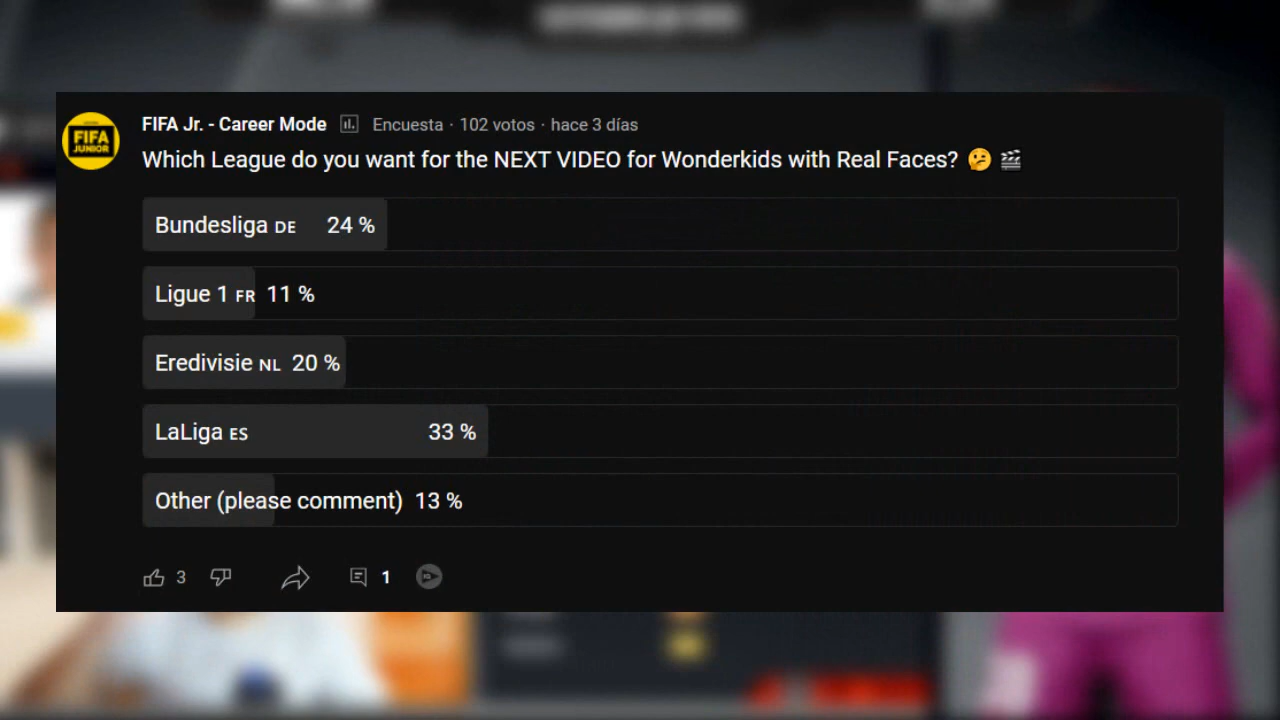 FIFA JUNIOR
FIFA Jr. - Career Mode Encuesta · 102 votos · hace 3 días
Which League do you want for the NEXT VIDEO for Wonderkids with Real Faces? 🤔 🎬
Bundesliga DE 24 %
Ligue 1 FR 11 %
Eredivisie NL 20 %
LaLiga ES 33 %
Other (please comment) 13 %
3 1